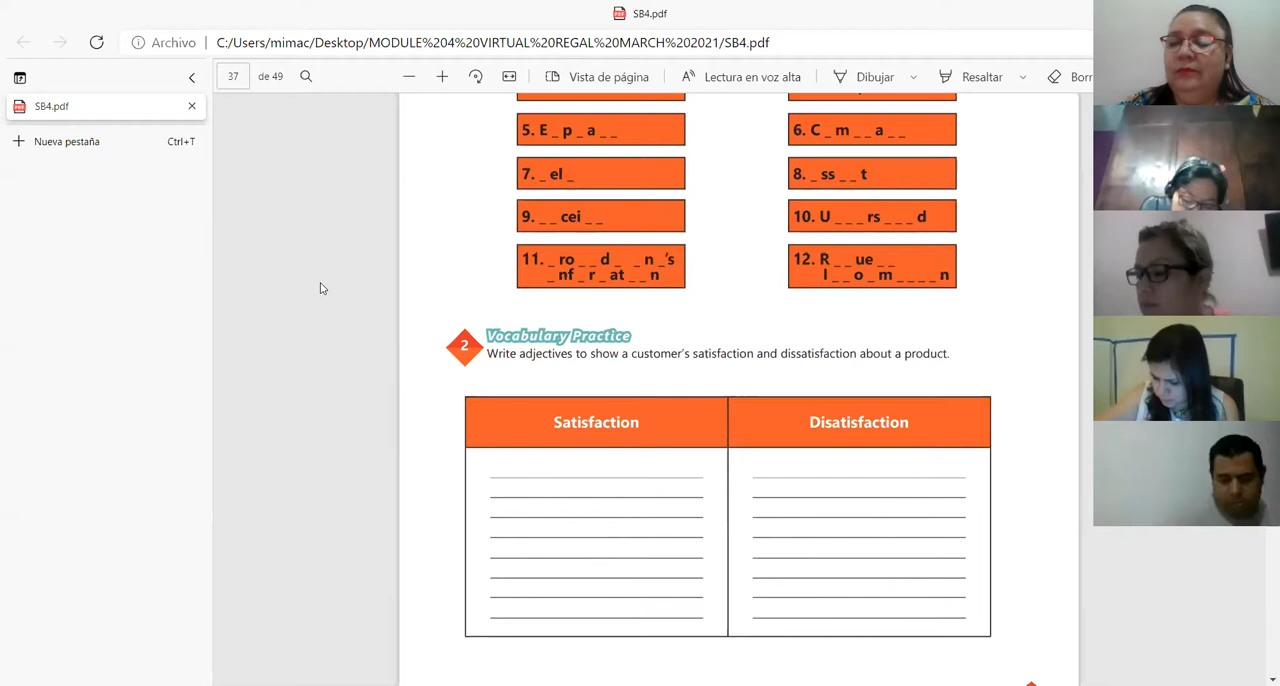 SB4.pdf
Archivo
C:/Users/mimac/Desktop/MODULE%204%20VIRTUAL%20REGAL%20MARCH%202021/SB4.pdf
37 de 49
Vista de página
Lectura en voz alta
Dibujar
Resaltar
SB4.pdf
Nueva pestaña Ctrl+T
5. E _ p _ a _ _
6. C _ m _ _ a _ _
7. _ el _
8. _ ss _ _ t
9. _ _ cei _ _
10. U _ _ _ rs _ _ _ d
11. _ ro _ _ d _ _ n _'s
_ nf _ r _ at _ _ n
12. R _ _ ue _ _
I _ _ o _ m _ _ _ _ n
2
Vocabulary Practice
Write adjectives to show a customer's satisfaction and dissatisfaction about a product.
Satisfaction
Disatisfaction